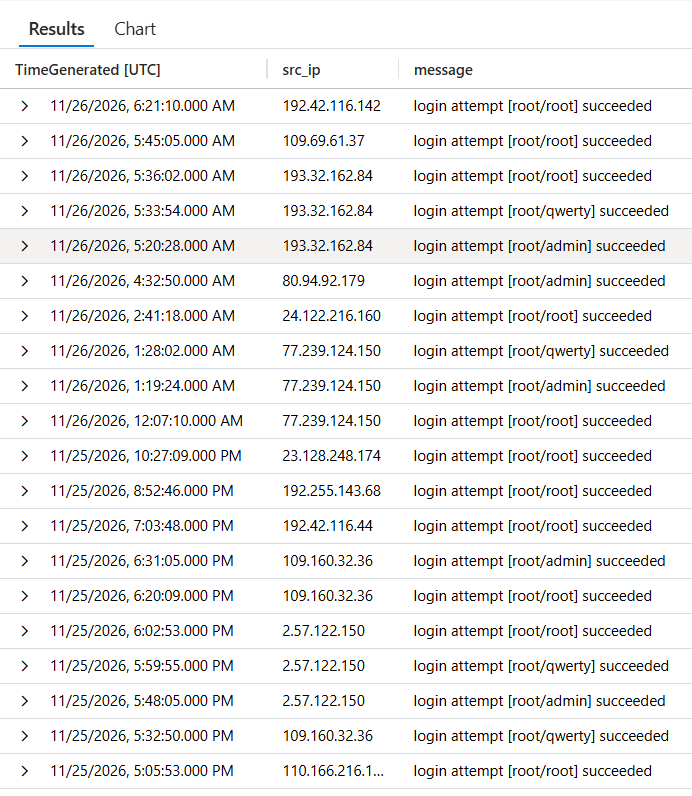 Results Chart
TimeGenerated [UTC] src_ip message
11/26/2026, 6:21:10.000 AM 192.42.116.142 login attempt [root/root] succeeded
11/26/2026, 5:45:05.000 AM 109.69.61.37 login attempt [root/root] succeeded
11/26/2026, 5:36:02.000 AM 193.32.162.84 login attempt [root/root] succeeded
11/26/2026, 5:33:54.000 AM 193.32.162.84 login attempt [root/qwerty] succeeded
11/26/2026, 5:20:28.000 AM 193.32.162.84 login attempt [root/admin] succeeded
11/26/2026, 4:32:50.000 AM 80.94.92.179 login attempt [root/admin] succeeded
11/26/2026, 2:41:18.000 AM 24.122.216.160 login attempt [root/root] succeeded
11/26/2026, 1:28:02.000 AM 77.239.124.150 login attempt [root/qwerty] succeeded
11/26/2026, 1:19:24.000 AM 77.239.124.150 login attempt [root/admin] succeeded
11/26/2026, 12:07:10.000 AM 77.239.124.150 login attempt [root/root] succeeded
11/25/2026, 10:27:09.000 PM 23.128.248.174 login attempt [root/root] succeeded
11/25/2026, 8:52:46.000 PM 192.255.143.68 login attempt [root/root] succeeded
11/25/2026, 7:03:48.000 PM 192.42.116.44 login attempt [root/root] succeeded
11/25/2026, 6:31:05.000 PM 109.160.32.36 login attempt [root/admin] succeeded
11/25/2026, 6:20:09.000 PM 109.160.32.36 login attempt [root/root] succeeded
11/25/2026, 6:02:53.000 PM 2.57.122.150 login attempt [root/root] succeeded
11/25/2026, 5:59:55.000 PM 2.57.122.150 login attempt [root/qwerty] succeeded
11/25/2026, 5:48:05.000 PM 2.57.122.150 login attempt [root/admin] succeeded
11/25/2026, 5:32:50.000 PM 109.160.32.36 login attempt [root/qwerty] succeeded
11/25/2026, 5:05:53.000 PM 110.166.216.1... login attempt [root/root] succeeded